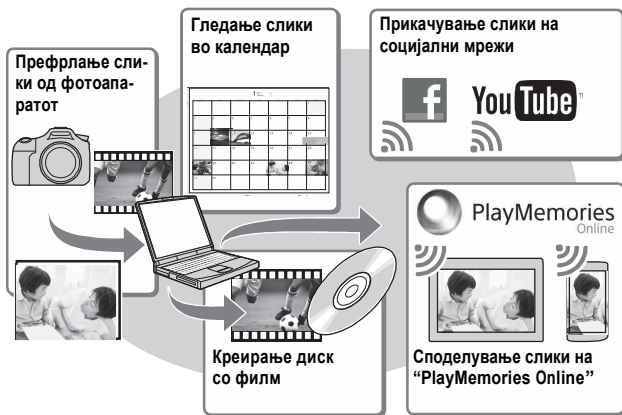 Префрлање сли-
ки од фотоапа-
ратот
Гледање слики
во календар
Прикачување слики на
социјални мрежи
f
You Tube
PlayMemories
Online
Креирање диск
со филм
Споделување слики на
“PlayMemories Online”